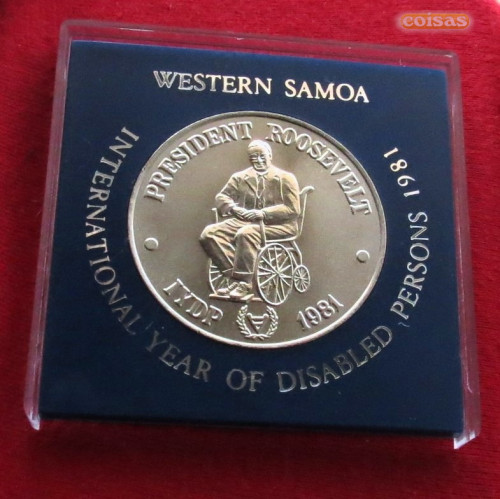 coisas
WESTERN SAMOA
INTERNATIONAL YEAR OF DISABLED PERSONS 1981
PRESIDENT ROOSEVELT
IYDP 1981